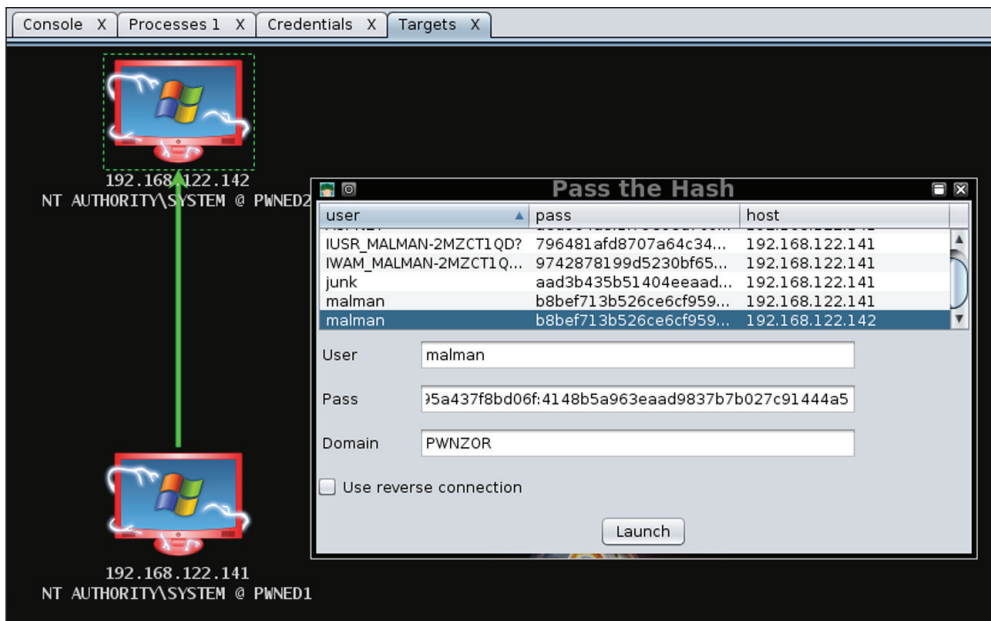 Console X Processes 1 X Credentials X Targets X
192.168.122.142
NT AUTHORITY\SYSTEM @ PWNED2
Pass the Hash
user pass host
IUSR_MALMAN-2MZCT1QD? 796481afd8707a64c34... 192.168.122.141
IWAM_MALMAN-2MZCT1Q... 9742878199d5230bf65... 192.168.122.141
junk aad3b435b51404eeaad... 192.168.122.141
malman b8bef713b526ce6cf959... 192.168.122.141
malman b8bef713b526ce6cf959... 192.168.122.142
User malman
Pass 95a437f8bd06f:4148b5a963eaad9837b7b027c91444a5
Domain PWNZOR
Use reverse connection
Launch
192.168.122.141
NT AUTHORITY\SYSTEM @ PWNED1